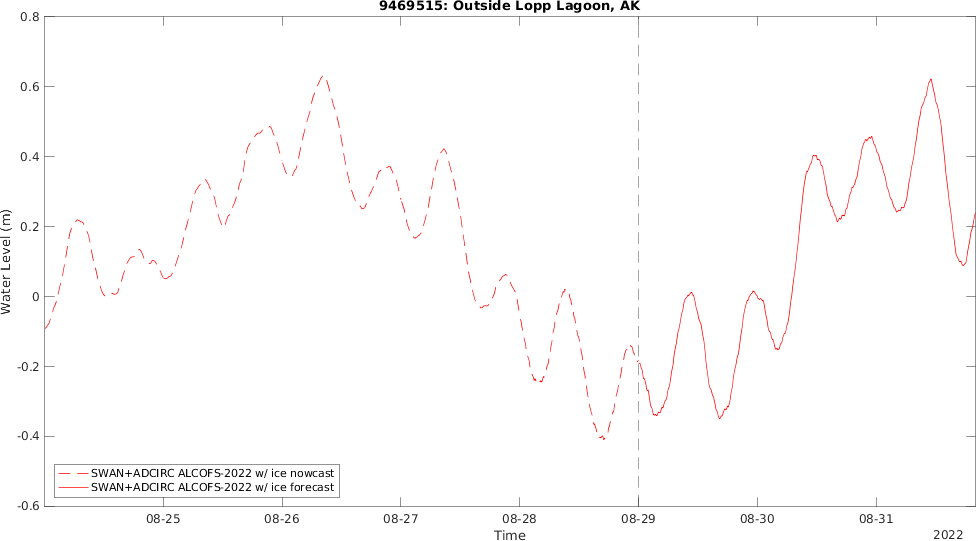 9469515: Outside Lopp Lagoon, AK
0.8
0.6
0.4
0.2
0
-0.2
-0.4
-0.6
Water Level (m)
SWAN+ADCIRC ALCOFS-2022 w/ ice nowcast
SWAN+ADCIRC ALCOFS-2022 w/ ice forecast
08-25 08-26 08-27 08-28 08-29 08-30 08-31
Time
2022